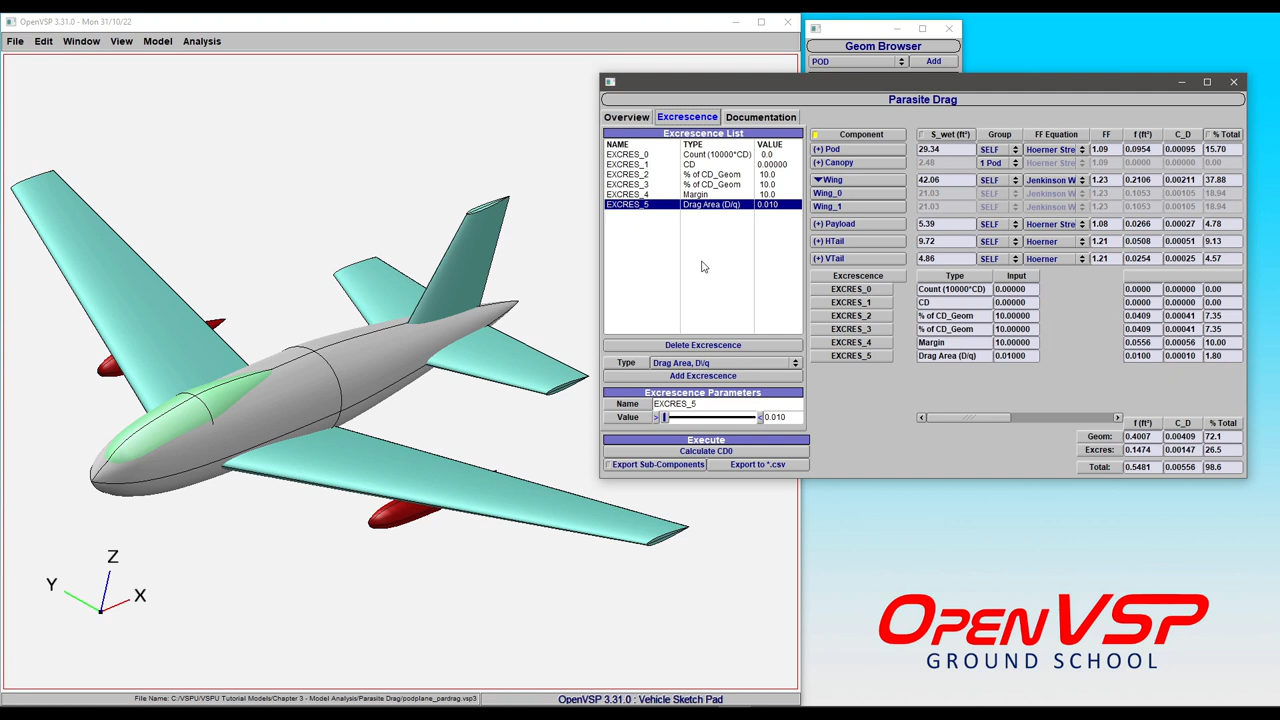 OpenVSP 3.31.0 - Mon 31/10/22
File Edit Window View Model Analysis
Geom Browser
POD Add
Parasite Drag
Overview Excrescence Documentation
Excrescence List
NAME TYPE VALUE
EXCRES_0 Count (10000*CD) 0.0
EXCRES_1 CD 0.00000
EXCRES_2 % of CD_Geom 10.0
EXCRES_3 % of CD_Geom 10.0
EXCRES_4 Margin 10.0
EXCRES_5 Drag Area (D/q) 0.010
Delete Excrescence
Type Drag Area, D/q
Add Excrescence
Excrescence Parameters
Name EXCRES_5
Value > < 0.010
Execute
Calculate CD0
Export Sub-Components Export to *.csv
Component S_wet (ft²) Group FF Equation FF f (ft²) C_D % Total
(+) Pod 29.34 SELF Hoerner Stre 1.09 0.0954 0.00095 15.70
(+) Canopy 2.48 1 Pod Hoerner Stre 1.09 0.0000 0.00000 0.00
Wing 42.06 SELF Jenkinson W 1.23 0.2106 0.00211 37.88
Wing_0 21.03 SELF Jenkinson W 1.23 0.1053 0.00105 18.94
Wing_1 21.03 SELF Jenkinson W 1.23 0.1053 0.00105 18.94
(+) Payload 5.39 SELF Hoerner Stre 1.08 0.0266 0.00027 4.78
(+) HTail 9.72 SELF Hoerner 1.21 0.0508 0.00051 9.13
(+) VTail 4.86 SELF Hoerner 1.21 0.0254 0.00025 4.57
Excrescence Type Input
EXCRES_0 Count (10000*CD) 0.00000 0.0000 0.00000 0.00
EXCRES_1 CD 0.00000 0.0000 0.00000 0.00
EXCRES_2 % of CD_Geom 10.00000 0.0409 0.00041 7.35
EXCRES_3 % of CD_Geom 10.00000 0.0409 0.00041 7.35
EXCRES_4 Margin 10.00000 0.0556 0.00056 10.00
EXCRES_5 Drag Area (D/q) 0.01000 0.0100 0.00010 1.80
f (ft²) C_D % Total
Geom: 0.4007 0.00409 72.1
Excres: 0.1474 0.00147 26.5
Total: 0.5481 0.00556 98.6
Z
Y
X
OPENVSP
GROUND SCHOOL
File Name: C:/VSPU/VSPU Tutorial Models/Chapter 3 - Model Analysis/Parasite Drag/podplane_pardrag.vsp3
OpenVSP 3.31.0 : Vehicle Sketch Pad